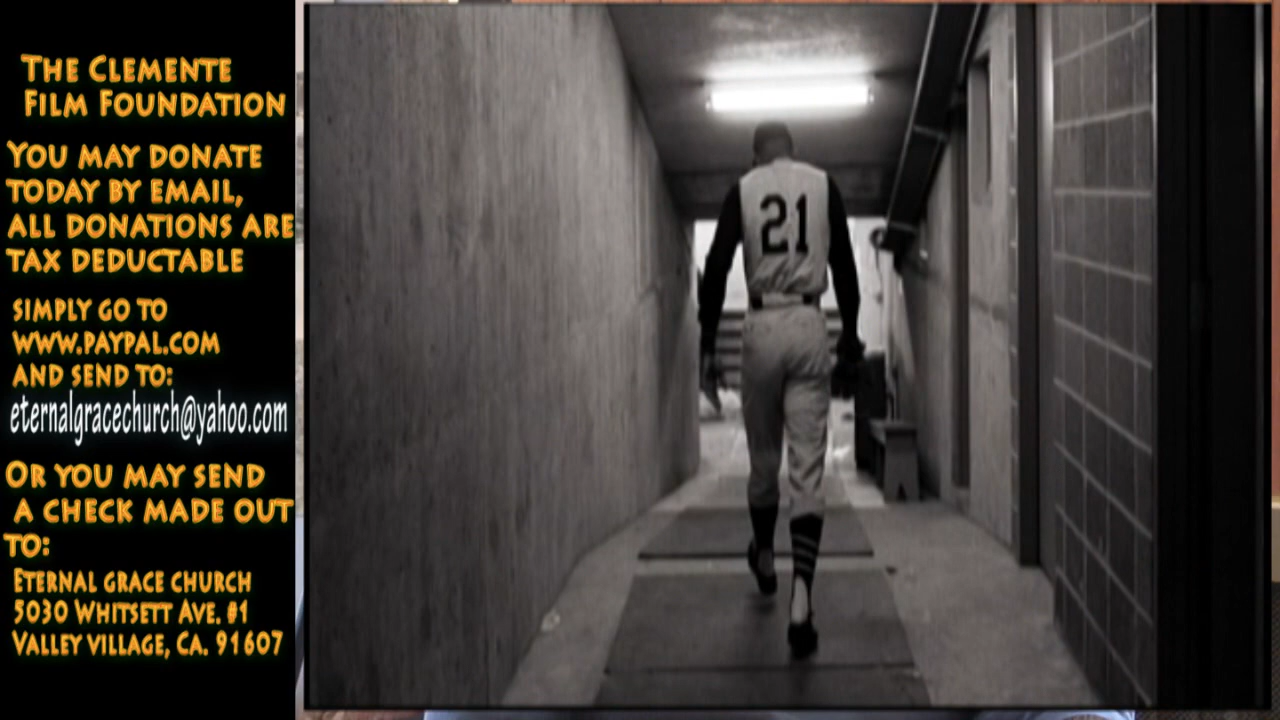 The Clemente
Film Foundation
You may donate
today by email,
all donations are
tax deductable
simply go to
www.paypal.com
and send to:
eternalgracechurch@yahoo.com
Or you may send
a check made out
to:
Eternal grace church
5030 Whitsett Ave. #1
Valley village, CA. 91607
21